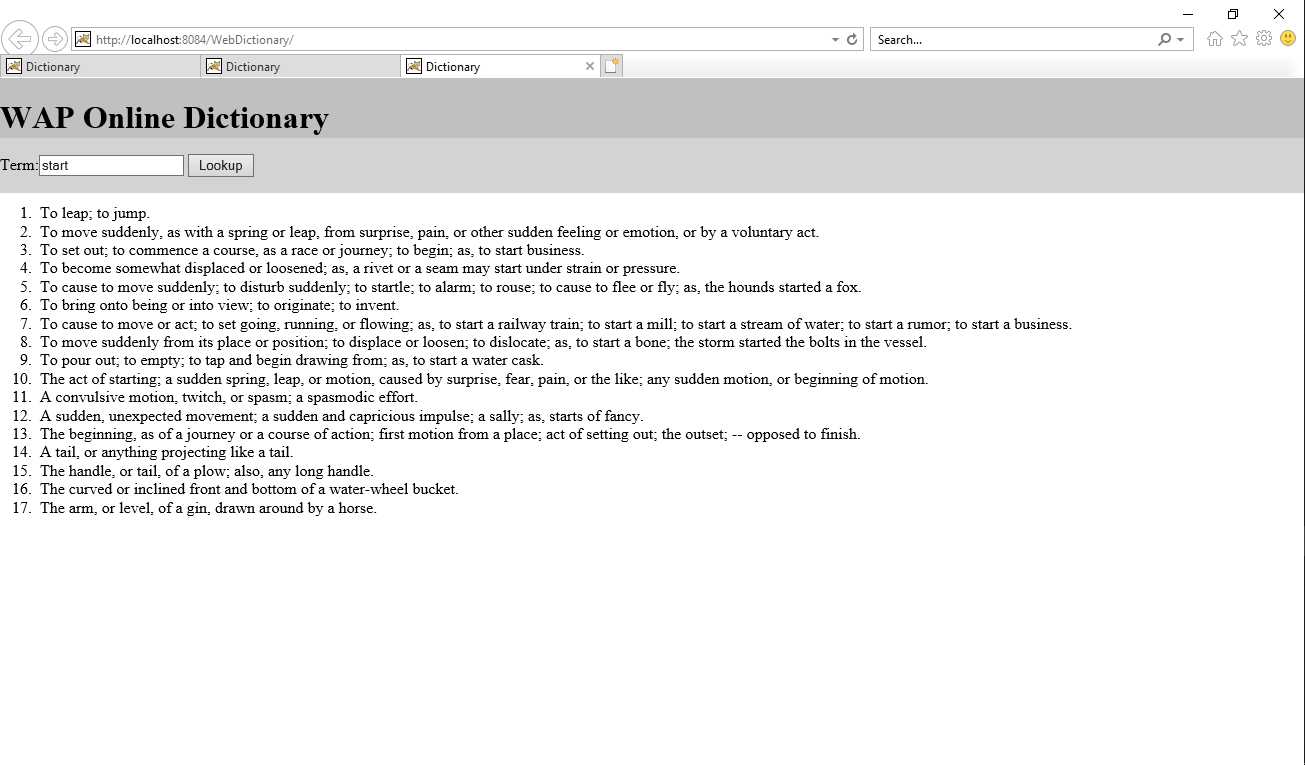 http://localhost:8084/WebDictionary/
Search...
Dictionary
Dictionary
Dictionary
WAP Online Dictionary
Term: start Lookup
1. To leap; to jump.
2. To move suddenly, as with a spring or leap, from surprise, pain, or other sudden feeling or emotion, or by a voluntary act.
3. To set out; to commence a course, as a race or journey; to begin; as, to start business.
4. To become somewhat displaced or loosened; as, a rivet or a seam may start under strain or pressure.
5. To cause to move suddenly; to disturb suddenly; to startle; to alarm; to rouse; to cause to flee or fly; as, the hounds started a fox.
6. To bring onto being or into view; to originate; to invent.
7. To cause to move or act; to set going, running, or flowing; as, to start a railway train; to start a mill; to start a stream of water; to start a rumor; to start a business.
8. To move suddenly from its place or position; to displace or loosen; to dislocate; as, to start a bone; the storm started the bolts in the vessel.
9. To pour out; to empty; to tap and begin drawing from; as, to start a water cask.
10. The act of starting; a sudden spring, leap, or motion, caused by surprise, fear, pain, or the like; any sudden motion, or beginning of motion.
11. A convulsive motion, twitch, or spasm; a spasmodic effort.
12. A sudden, unexpected movement; a sudden and capricious impulse; a sally; as, starts of fancy.
13. The beginning, as of a journey or a course of action; first motion from a place; act of setting out; the outset; -- opposed to finish.
14. A tail, or anything projecting like a tail.
15. The handle, or tail, of a plow; also, any long handle.
16. The curved or inclined front and bottom of a water-wheel bucket.
17. The arm, or level, of a gin, drawn around by a horse.